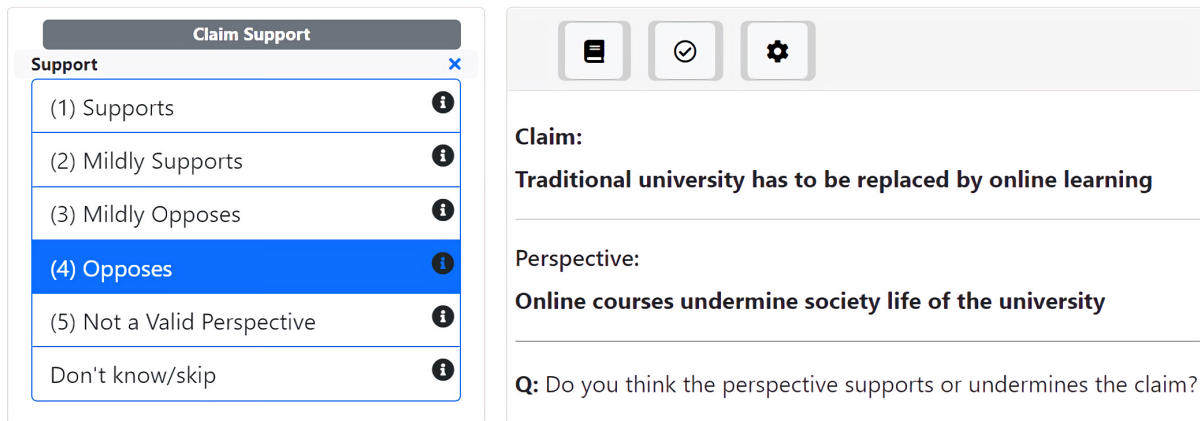 Claim Support
Support
(1) Supports
(2) Mildly Supports
(3) Mildly Opposes
(4) Opposes
(5) Not a Valid Perspective
Don't know/skip
Claim:
Traditional university has to be replaced by online learning
Perspective:
Online courses undermine society life of the university
Q: Do you think the perspective supports or undermines the claim?